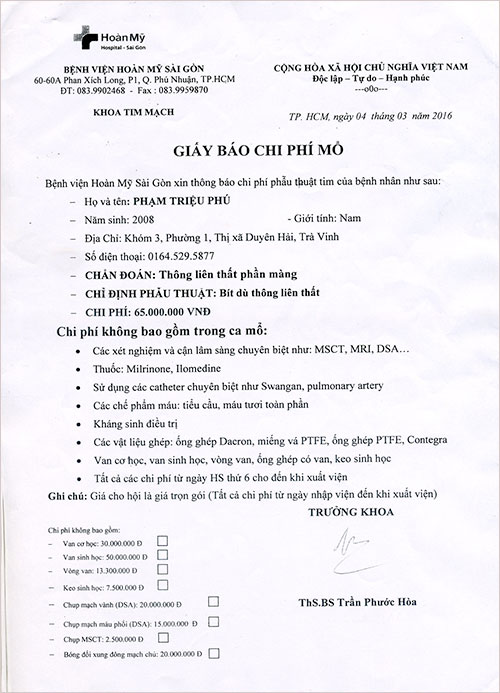 Hoàn Mỹ
Hospital - Sài Gòn
BỆNH VIỆN HOÀN MỸ SÀI GÒN
60-60A Phan Xích Long, P1, Q. Phú Nhuận, TP.HCM
ĐT: 083.9902468 - Fax : 083.9959870
KHOA TIM MẠCH
CỘNG HÒA XÃ HỘI CHỦ NGHĨA VIỆT NAM
Độc lập – Tự do – Hạnh phúc
---o0o---
TP. HCM, ngày 04 tháng 03 năm 2016
GIẤY BÁO CHI PHÍ MỔ
Bệnh viện Hoàn Mỹ Sài Gòn xin thông báo chi phí phẫu thuật tim của bệnh nhân như sau:
– Họ và tên: PHẠM TRIỆU PHÚ
– Năm sinh: 2008 - Giới tính: Nam
– Địa Chỉ: Khóm 3, Phường 1, Thị xã Duyên Hải, Trà Vinh
– Số điện thoại: 0164.529.5877
– CHẨN ĐOÁN: Thông liên thất phần màng
– CHỈ ĐỊNH PHẪU THUẬT: Bít dù thông liên thất
– CHI PHÍ: 65.000.000 VNĐ
Chi phí không bao gồm trong ca mổ:
• Các xét nghiệm và cận lâm sàng chuyên biệt như: MSCT, MRI, DSA…
• Thuốc: Milrinone, Ilomedine
• Sử dụng các catheter chuyên biệt như Swangan, pulmonary artery
• Các chế phẩm máu: tiểu cầu, máu tươi toàn phần
• Kháng sinh điều trị
• Các vật liệu ghép: ống ghép Dacron, miếng vá PTFE, ống ghép PTFE, Contegra
• Van cơ học, van sinh học, vòng van, ống ghép có van, keo sinh học
• Tất cả các chi phí từ ngày HS thứ 6 cho đến khi xuất viện
Ghi chú: Giá cho hội là giá trọn gói (Tất cả chi phí từ ngày nhập viện đến khi xuất viện)
TRƯỞNG KHOA
Chi phí không bao gồm:
– Van cơ học: 30.000.000 Đ
– Van sinh học: 50.000.000 Đ
– Vòng van: 13.300.000 Đ
– Keo sinh học: 7.500.000 Đ
– Chụp mạch vành (DSA): 20.000.000 Đ
– Chụp mạch máu phổi (DSA): 15.000.000 Đ
– Chụp MSCT: 2.500.000 Đ
– Bóng đối xung động mạch chủ: 20.000.000 Đ
ThS.BS Trần Phước Hòa